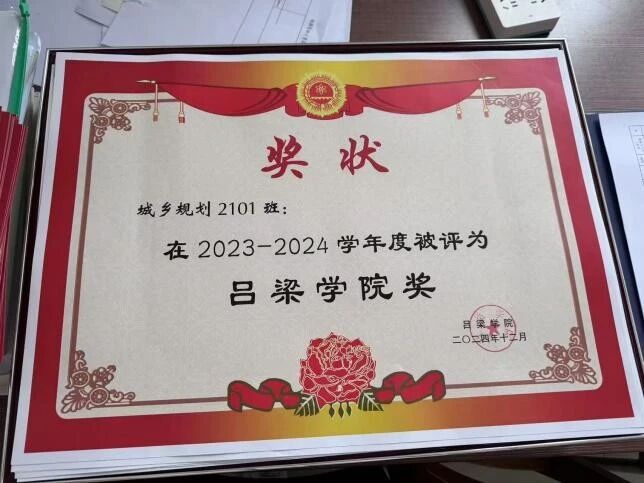 奖状
城乡规划2101班：
在2023-2024学年度被评为
吕梁学院奖
吕梁学院
二〇二四年十二月